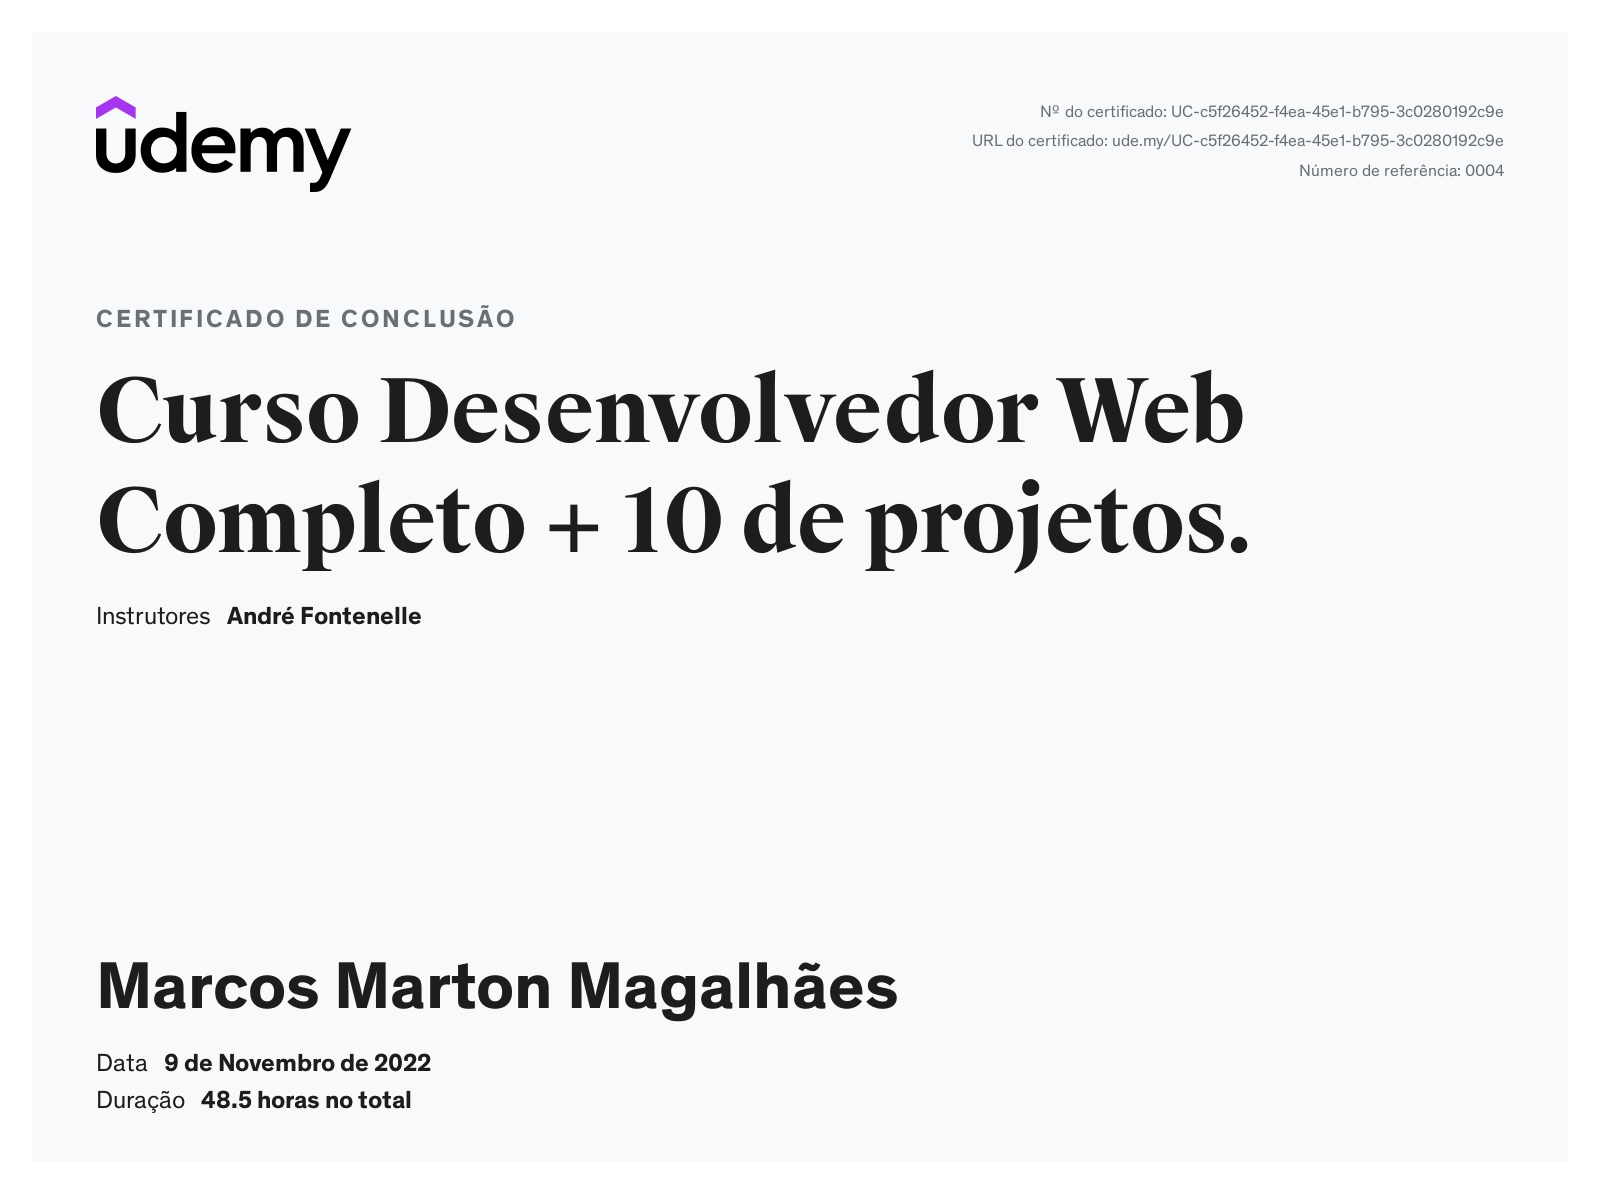 udemy
Nº do certificado: UC-c5f26452-f4ea-45e1-b795-3c0280192c9e
URL do certificado: ude.my/UC-c5f26452-f4ea-45e1-b795-3c0280192c9e
Número de referência: 0004
CERTIFICADO DE CONCLUSÃO
Curso Desenvolvedor Web
Completo + 10 de projetos.
Instrutores André Fontenelle
Marcos Marton Magalhães
Data 9 de Novembro de 2022
Duração 48.5 horas no total